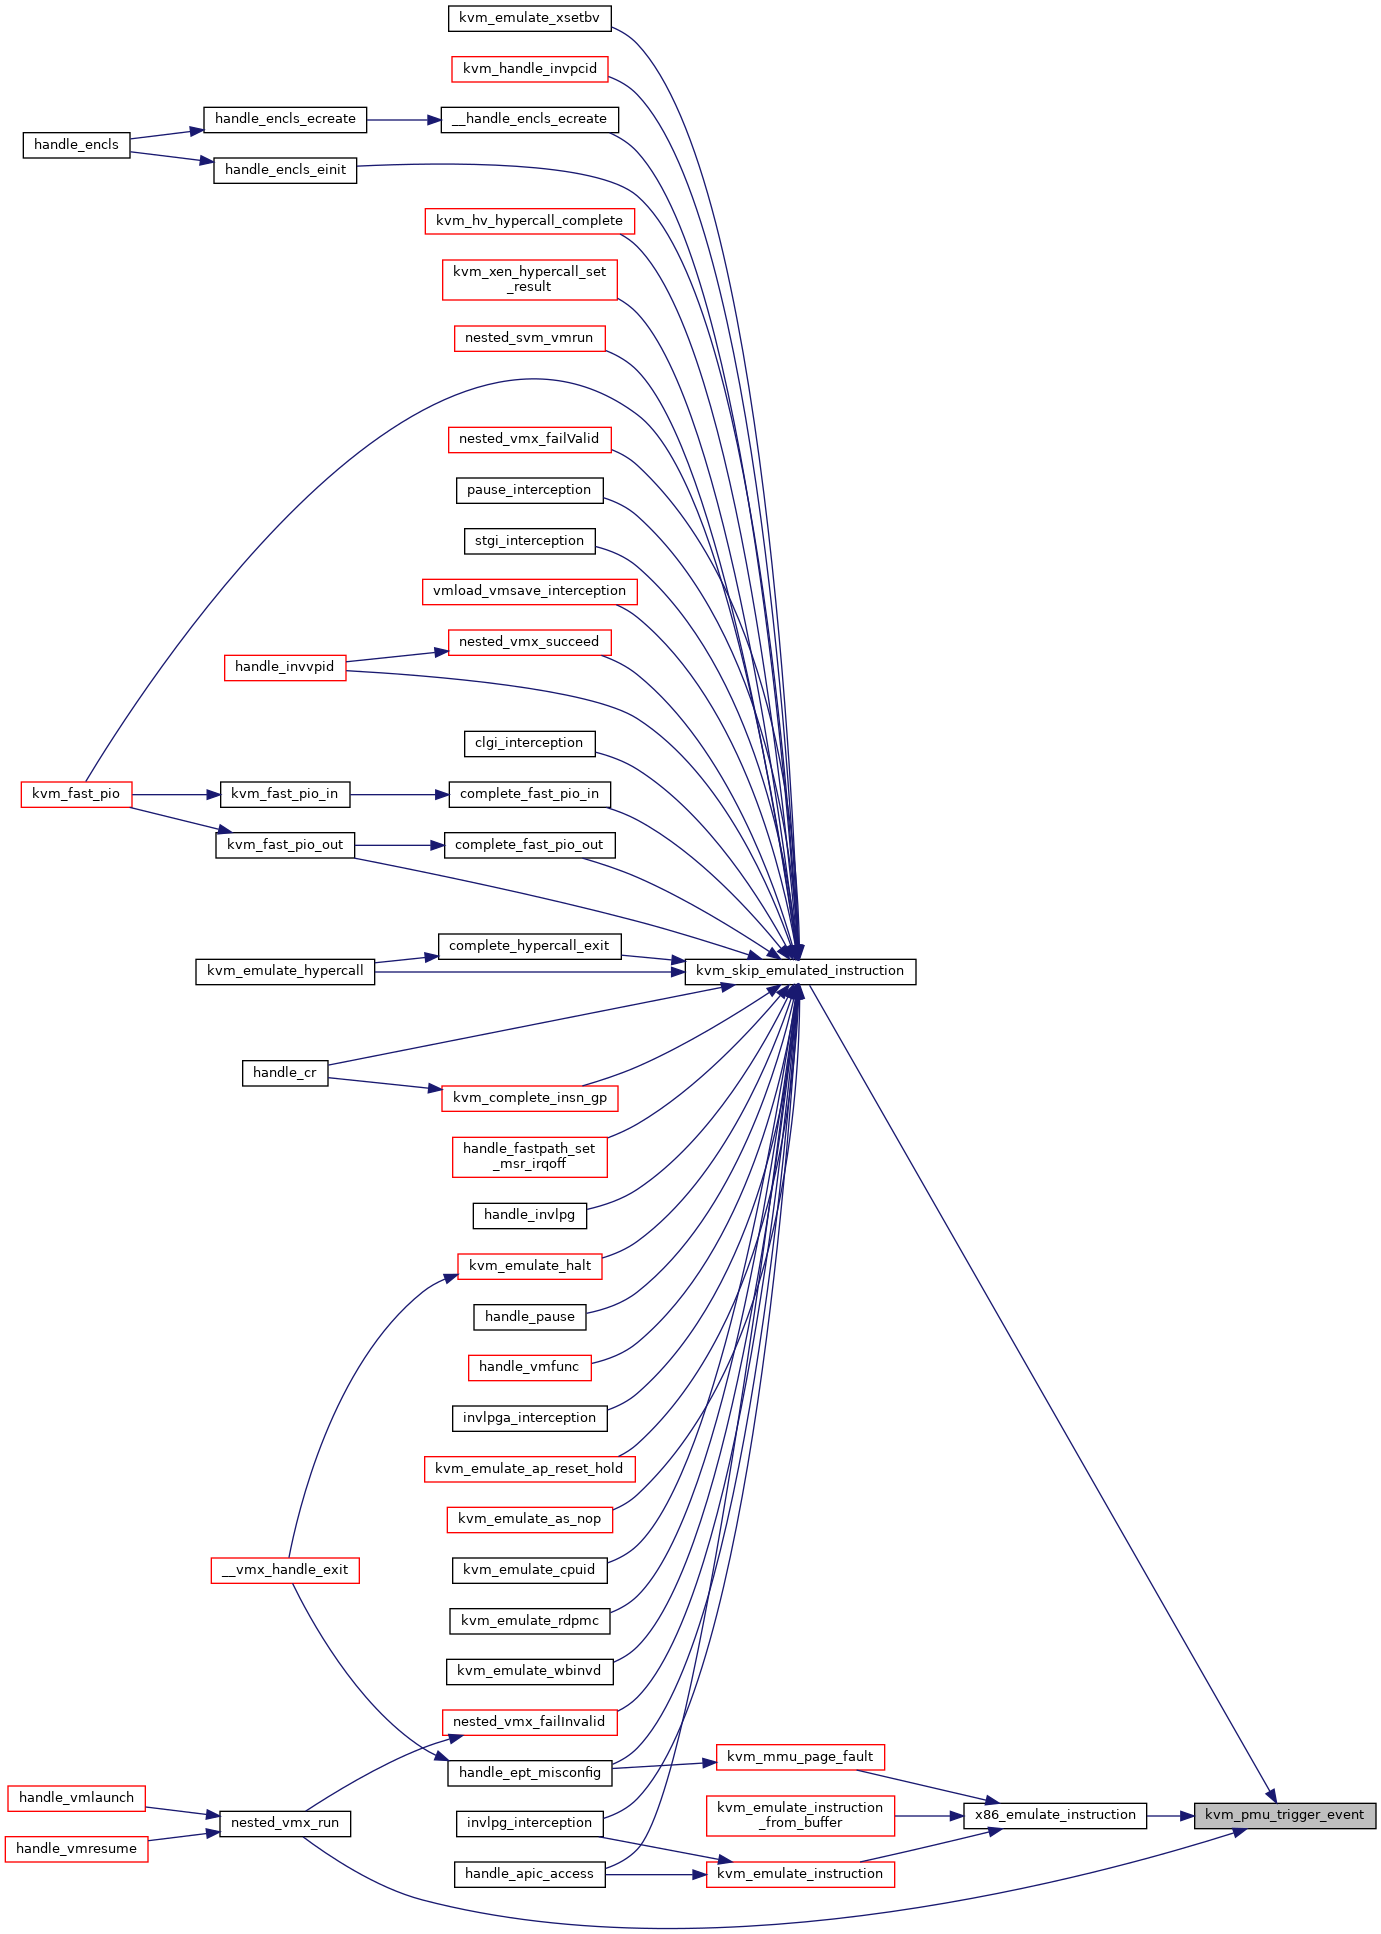 kvm_emulate_xsetbv
kvm_handle_invpcid
handle_encls_ecreate
__handle_encls_ecreate
handle_encls
handle_encls_einit
kvm_hv_hypercall_complete
kvm_xen_hypercall_set
_result
nested_svm_vmrun
nested_vmx_failValid
pause_interception
stgi_interception
vmload_vmsave_interception
nested_vmx_succeed
handle_invvpid
clgi_interception
kvm_fast_pio
kvm_fast_pio_in
complete_fast_pio_in
kvm_fast_pio_out
complete_fast_pio_out
complete_hypercall_exit
kvm_emulate_hypercall
kvm_skip_emulated_instruction
handle_cr
kvm_complete_insn_gp
handle_fastpath_set
_msr_irqoff
handle_invlpg
kvm_emulate_halt
handle_pause
handle_vmfunc
invlpga_interception
kvm_emulate_ap_reset_hold
kvm_emulate_as_nop
__vmx_handle_exit
kvm_emulate_cpuid
kvm_emulate_rdpmc
kvm_emulate_wbinvd
nested_vmx_failInvalid
kvm_mmu_page_fault
handle_ept_misconfig
handle_vmlaunch
kvm_emulate_instruction
_from_buffer
x86_emulate_instruction
kvm_pmu_trigger_event
nested_vmx_run
invlpg_interception
handle_vmresume
handle_apic_access
kvm_emulate_instruction